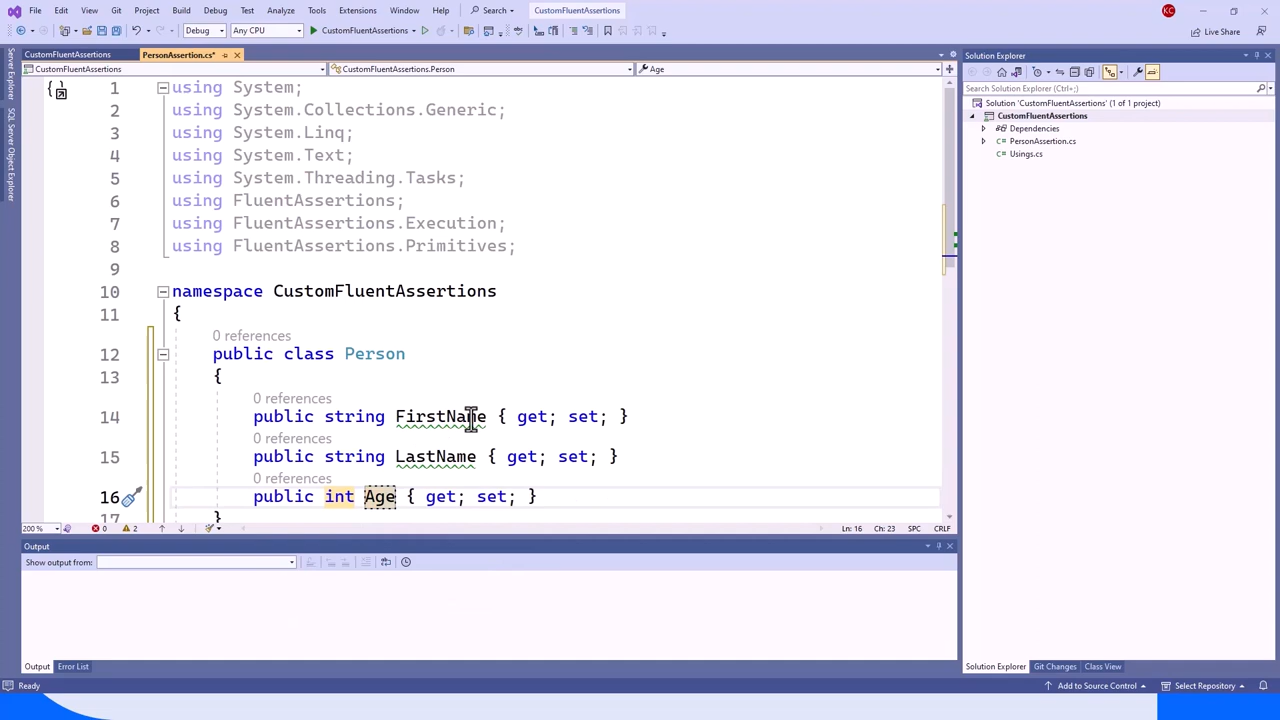 File Edit View Git Project Build Debug Test Analyze Tools Extensions Window Help Search CustomFluentAssertions KC
Debug Any CPU CustomFluentAssertions Live Share
CustomFluentAssertions PersonAssertion.cs*
CustomFluentAssertions CustomFluentAssertions.Person Age
Server Explorer
SQL Server Object Explorer
1 using System;
2 using System.Collections.Generic;
3 using System.Linq;
4 using System.Text;
5 using System.Threading.Tasks;
6 using FluentAssertions;
7 using FluentAssertions.Execution;
8 using FluentAssertions.Primitives;
9
10 namespace CustomFluentAssertions
11 {
0 references
12 public class Person
13 {
0 references
14 public string FirstName { get; set; }
0 references
15 public string LastName { get; set; }
0 references
16 public int Age { get; set; }
17 }
200 % 0 2 Ln: 16 Ch: 23 SPC CRLF
Output
Show output from:
Output Error List
Solution Explorer
Search Solution Explorer (Ctrl+;)
Solution 'CustomFluentAssertions' (1 of 1 project)
CustomFluentAssertions
Dependencies
PersonAssertion.cs
Usings.cs
Solution Explorer Git Changes Class View
Ready Add to Source Control Select Repository